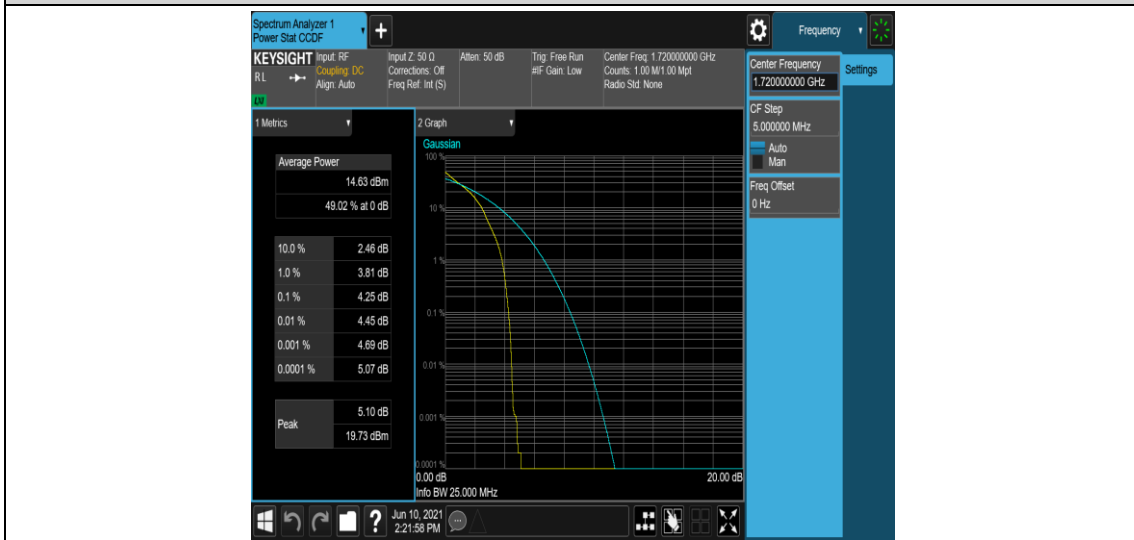 Spectrum Analyzer 1
Power Stat CCDF
+
Frequency
KEYSIGHT
RL
Input: RF
Coupling: DC
Align: Auto
Input Z: 50 Ω
Corrections: Off
Freq Ref: Int (S)
Atten: 50 dB
Trig: Free Run
#IF Gain: Low
Center Freq: 1.720000000 GHz
Counts: 1.00 M/1.00 Mpt
Radio Std: None
Center Frequency
1.72000000 GHz
Settings
CF Step
5.000000 MHz
Auto
Man
Freq Offset
0 Hz
1 Metrics
Average Power
14.63 dBm
49.02 % at 0 dB
10.0 % 2.46 dB
1.0 % 3.81 dB
0.1 % 4.25 dB
0.01 % 4.45 dB
0.001 % 4.69 dB
0.0001 % 5.07 dB
Peak
5.10 dB
19.73 dBm
2 Graph
Gaussian
100 %
10 %
1 %
0.1 %
0.01 %
0.001 %
0.0001 %
0.00 dB 20.00 dB
Info BW 25.000 MHz
?
Jun 10, 2021
2:21:58 PM